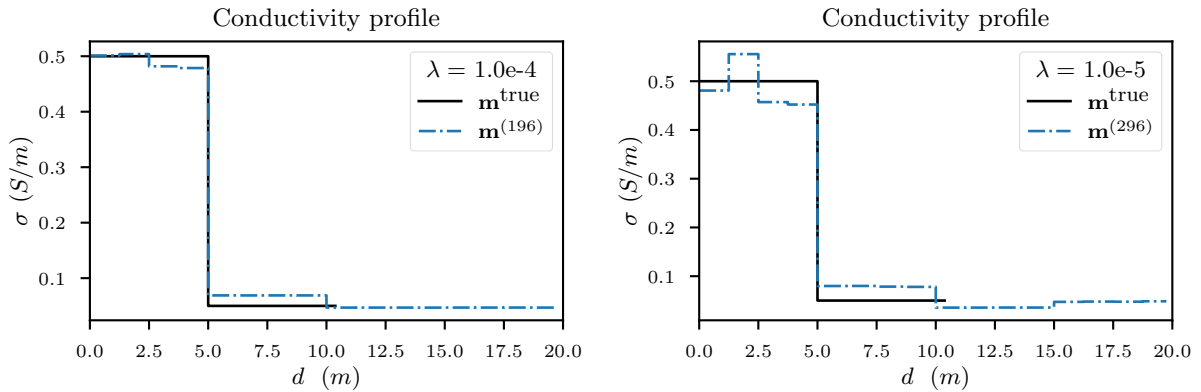 Conductivity profile
λ = 1.0e-4
m^true
m^(196)
σ (S/m)
0.5
0.4
0.3
0.2
0.1
0.0 2.5 5.0 7.5 10.0 12.5 15.0 17.5 20.0
d (m)
Conductivity profile
λ = 1.0e-5
m^true
m^(296)
σ (S/m)
0.5
0.4
0.3
0.2
0.1
0.0 2.5 5.0 7.5 10.0 12.5 15.0 17.5 20.0
d (m)